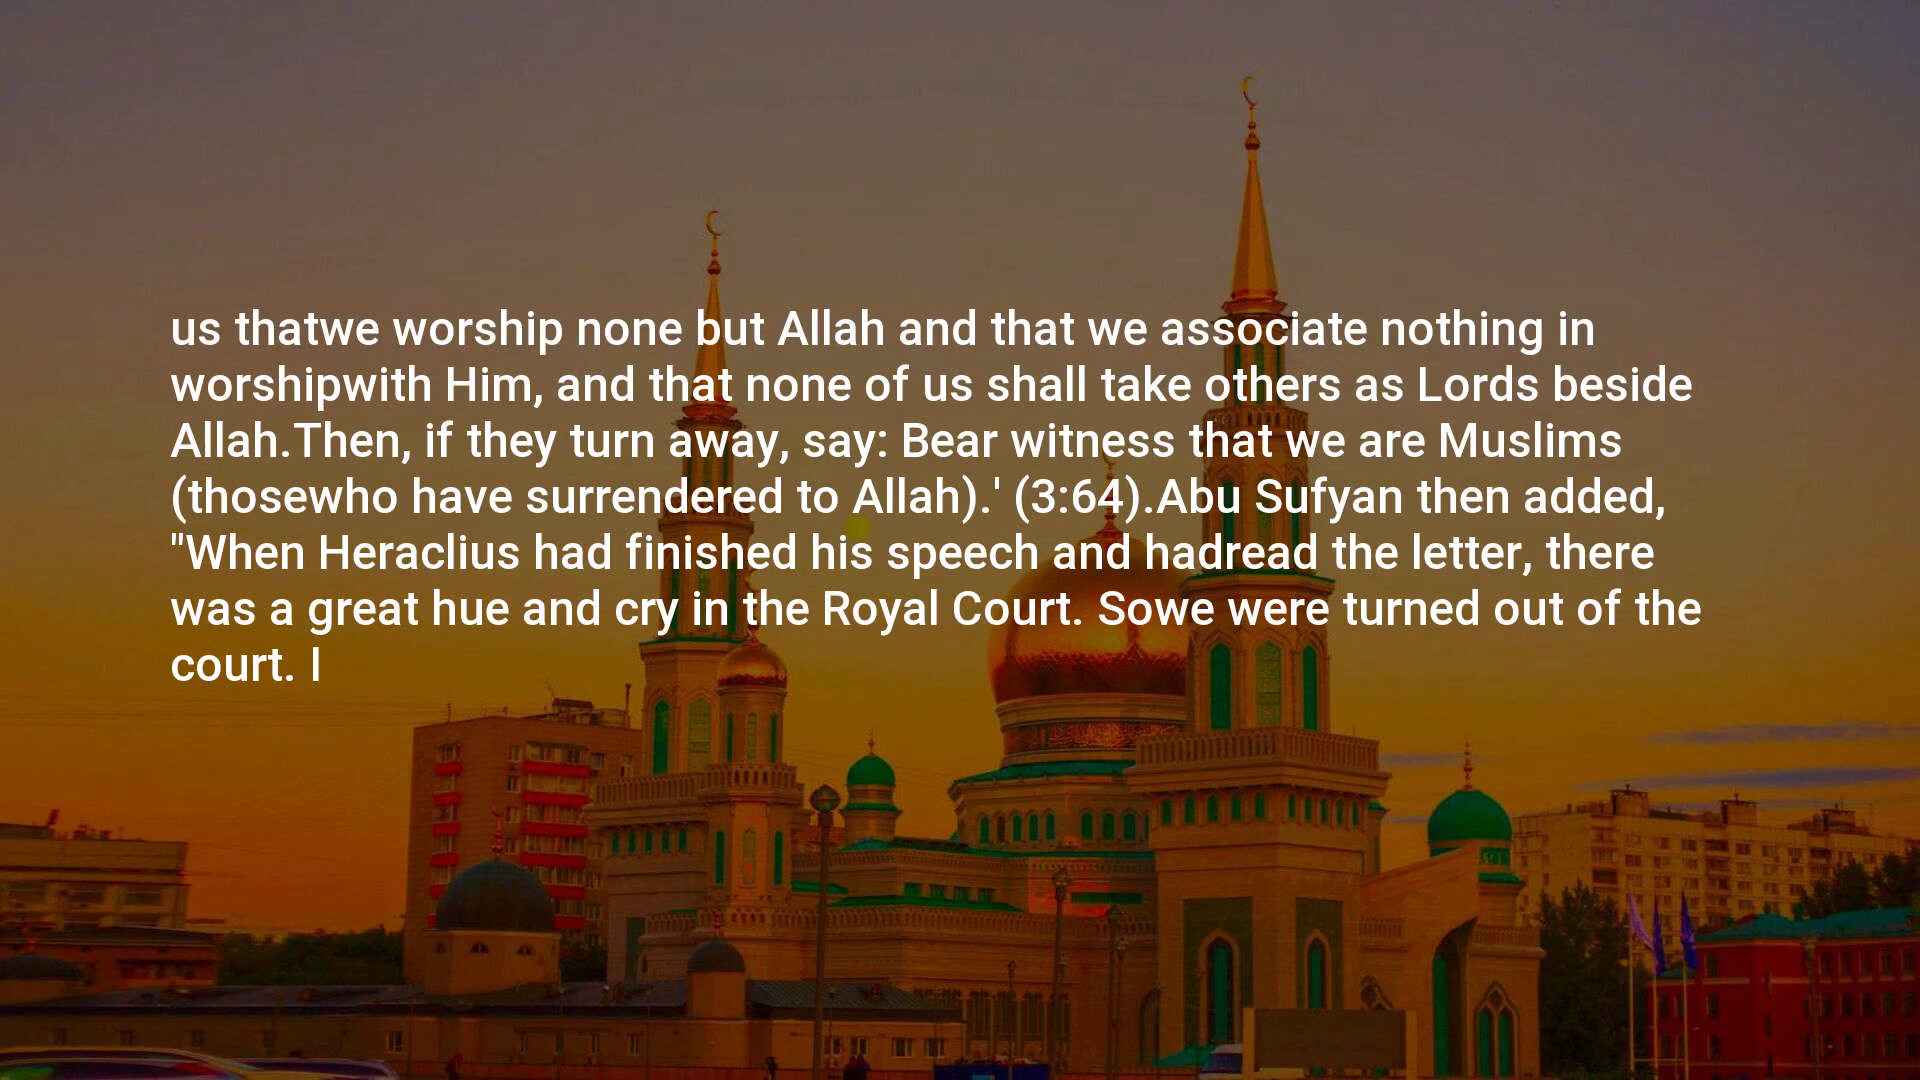 us thatwe worship none but Allah and that we associate nothing in
worshipwith Him, and that none of us shall take others as Lords beside
Allah.Then, if they turn away, say: Bear witness that we are Muslims
(thosewho have surrendered to Allah).' (3:64).Abu Sufyan then added,
"When Heraclius had finished his speech and hadread the letter, there
was a great hue and cry in the Royal Court. Sowe were turned out of the
court. I